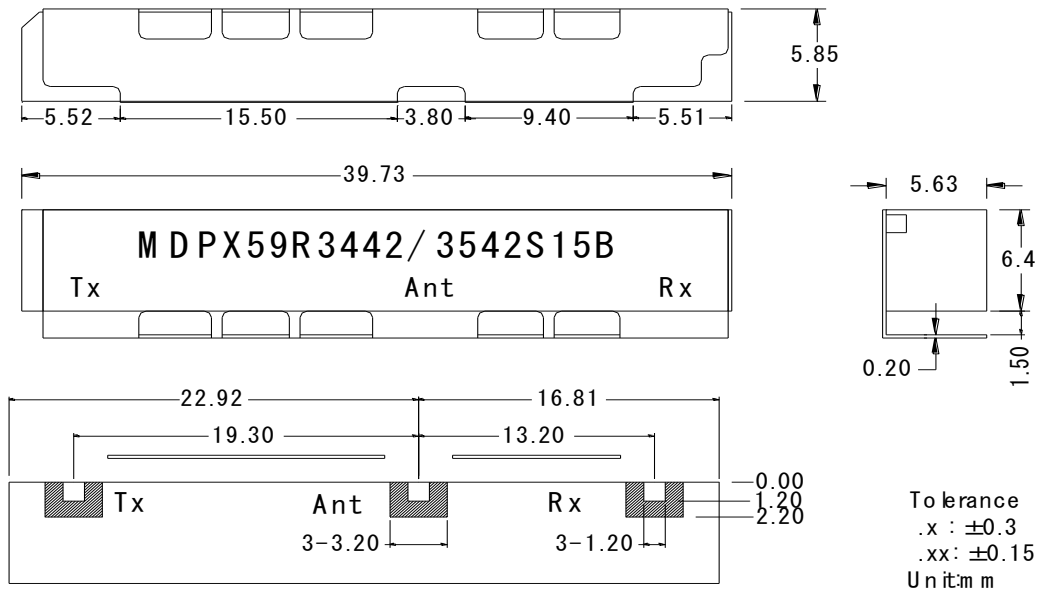 5.85
5.52 15.50 3.80 9.40 5.51
39.73
5.63
MDPX59R3442/3542S15B
6.4
Tx Ant Rx
0.20
1.50
22.92 16.81
19.30 13.20
0.00
Tx Ant Rx
1.20
2.20
3-3.20 3-1.20
Tolerance
.x : ±0.3
.xx: ±0.15
Unit:mm